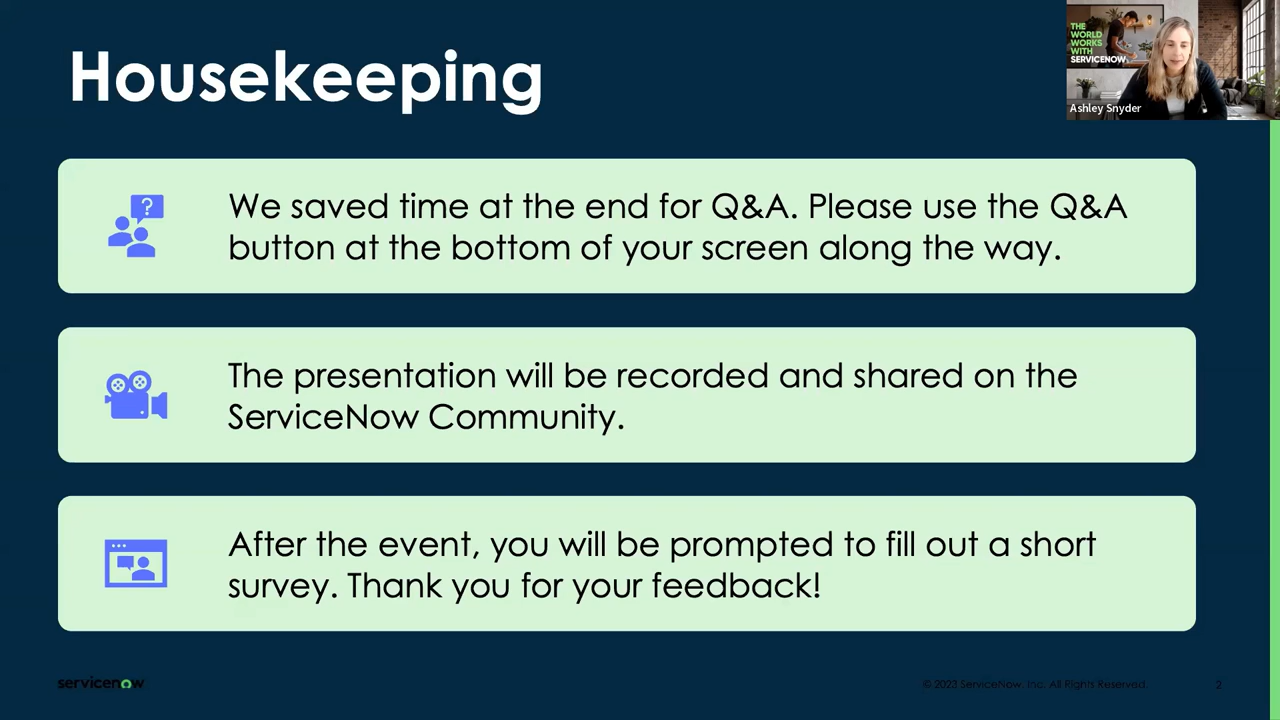 Housekeeping
THE
WORLD
WORKS
WITH
SERVICENOW
Ashley Snyder
?
We saved time at the end for Q&A. Please use the Q&A
button at the bottom of your screen along the way.
The presentation will be recorded and shared on the
ServiceNow Community.
After the event, you will be prompted to fill out a short
survey. Thank you for your feedback!
servicenow
© 2023 ServiceNow, Inc. All Rights Reserved.
2